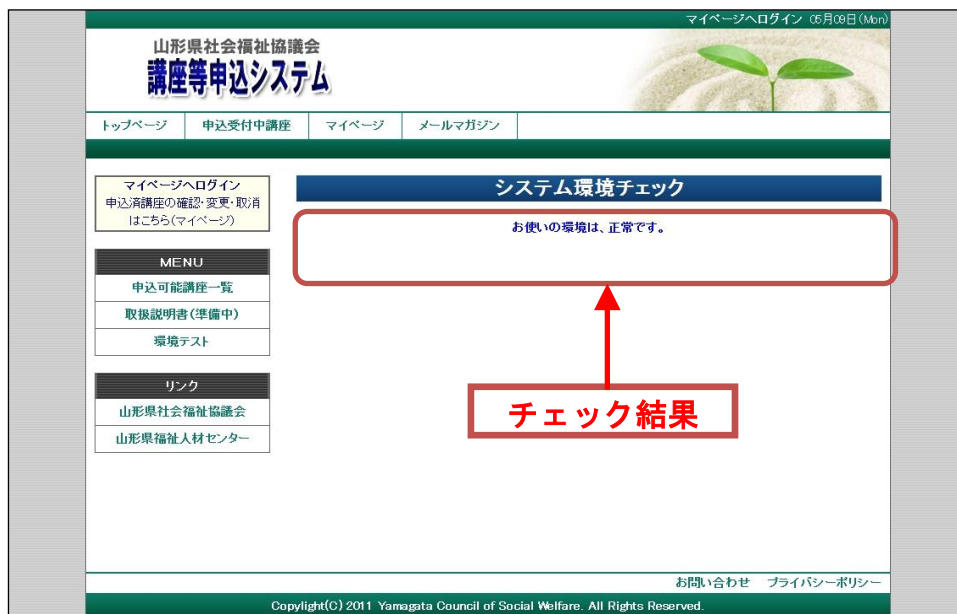 マイページへログイン 05月09日(Mon)
山形県社会福祉協議会
講座等申込システム
トップページ 申込受付中講座 マイページ メールマガジン
マイページへログイン
申込済講座の確認・変更・取消
はこちら(マイページ)
システム環境チェック
お使いの環境は、正常です。
MENU
申込可能講座一覧
取扱説明書(準備中)
環境テスト
チェック結果
リンク
山形県社会福祉協議会
山形県福祉人材センター
お問い合わせ プライバシーポリシー
Copylight(C) 2011 Yamagata Council of Social Welfare. All Rights Reserved.